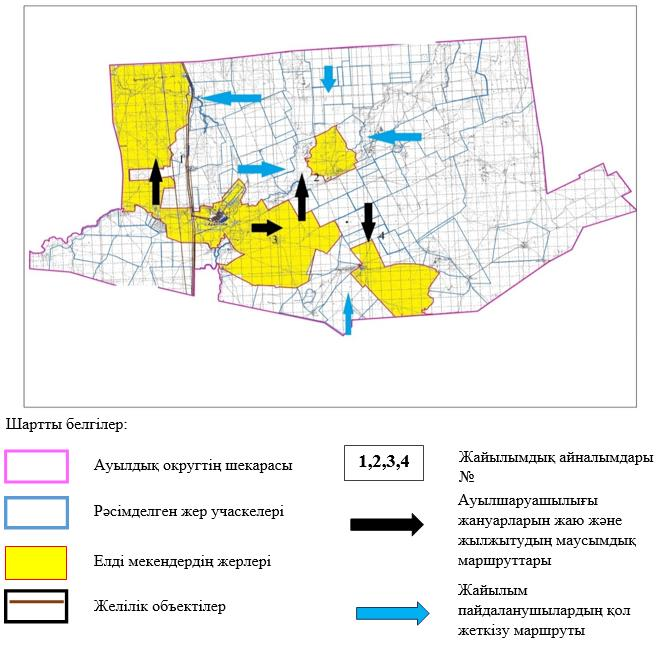 1
2
3
4
Шартты белгілер:
Ауылдық округтің шекарасы
Рәсімделген жер учаскелері
Елді мекендердің жерлері
Желілік объектілер
1,2,3,4
Жайылымдық айналымдары
№
Ауылшаруашылығы
жануарларын жаю және
жылжытудың маусымдық
маршруттары
Жайылым
пайдаланушылардың қол
жеткізу маршруты